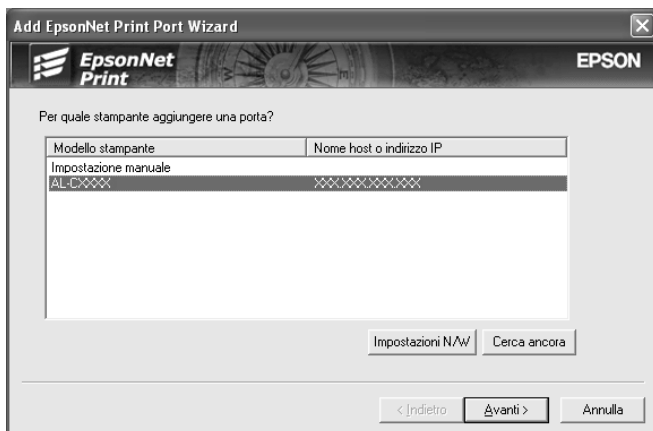 Add EpsonNet Print Port Wizard
EpsonNet
Print
EPSON
Per quale stampante aggiungere una porta?
Modello stampante Nome host o indirizzo IP
Impostazione manuale
AL-CXXXX XXX.XXX.XXX.XXX
Impostazioni N/W Cerca ancora
< Indietro Avanti > Annulla